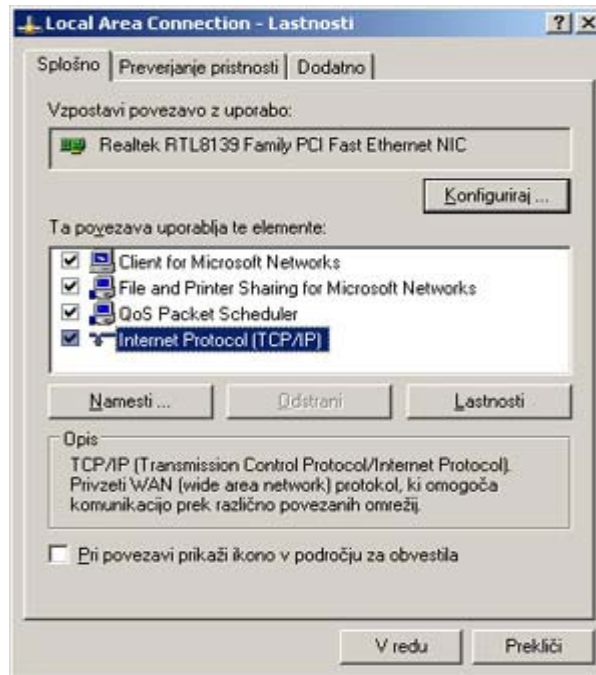 Local Area Connection - Lastnosti
Splošno Preverjanje pristnosti Dodatno
Vzpostavi povezavo z uporabo:
Realtek RTL8139 Family PCI Fast Ethernet NIC
Konfiguriraj ...
Ta povezava uporablja te elemente:
Client for Microsoft Networks
File and Printer Sharing for Microsoft Networks
QoS Packet Scheduler
Internet Protocol (TCP/IP)
Namesti ... Odstrani Lastnosti
Opis
TCP/IP (Transmission Control Protocol/Internet Protocol).
Privzeti WAN (wide area network) protokol, ki omogoča
komunikacijo prek različno povezanih omrežij.
Pri povezavi prikaži ikono v področju za obvestila
V redu Prekliči